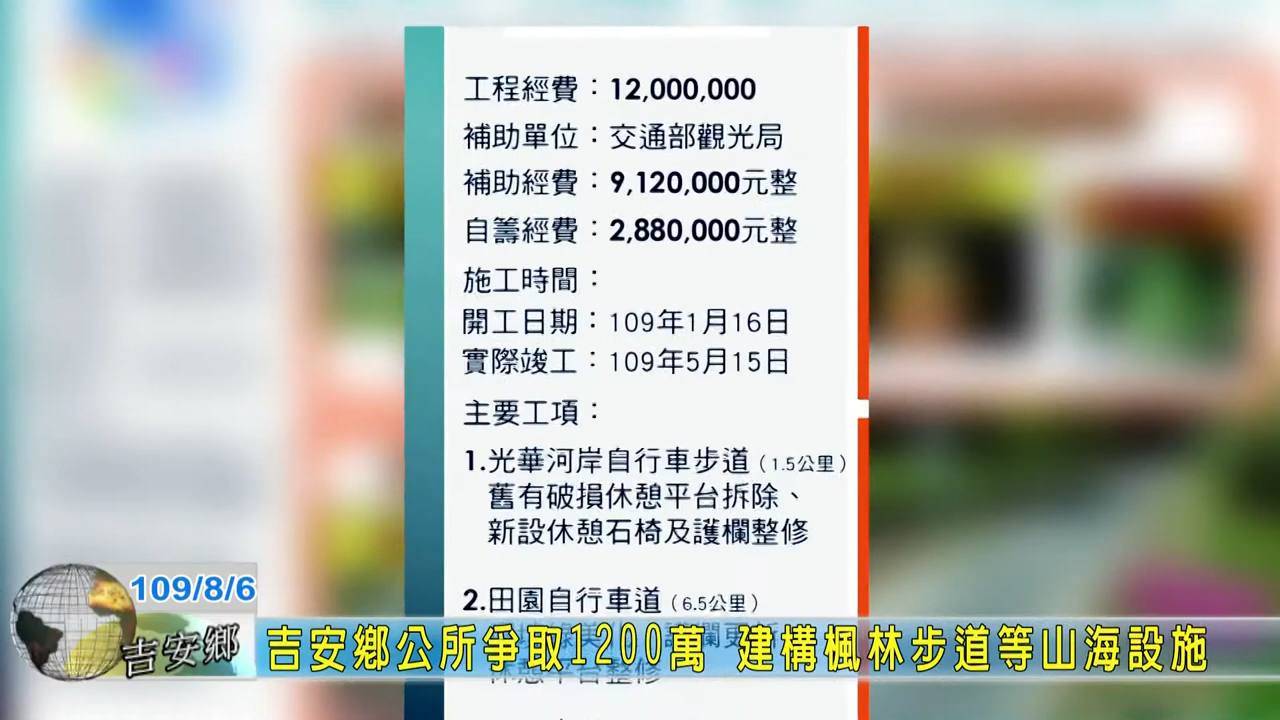 工程經費：12,000,000
補助單位：交通部觀光局
補助經費：9,120,000元整
自籌經費：2,880,000元整
施工時間：
開工日期：109年1月16日
實際竣工：109年5月15日
主要工項：
1.光華河岸自行車步道（1.5公里）
舊有破損休憩平台拆除、
新設休憩石椅及護欄整修
2.田園自行車道（6.5公里）
休憩平台整修
109/8/6
吉安鄉
吉安鄉公所爭取1200萬 建構楓林步道等山海設施